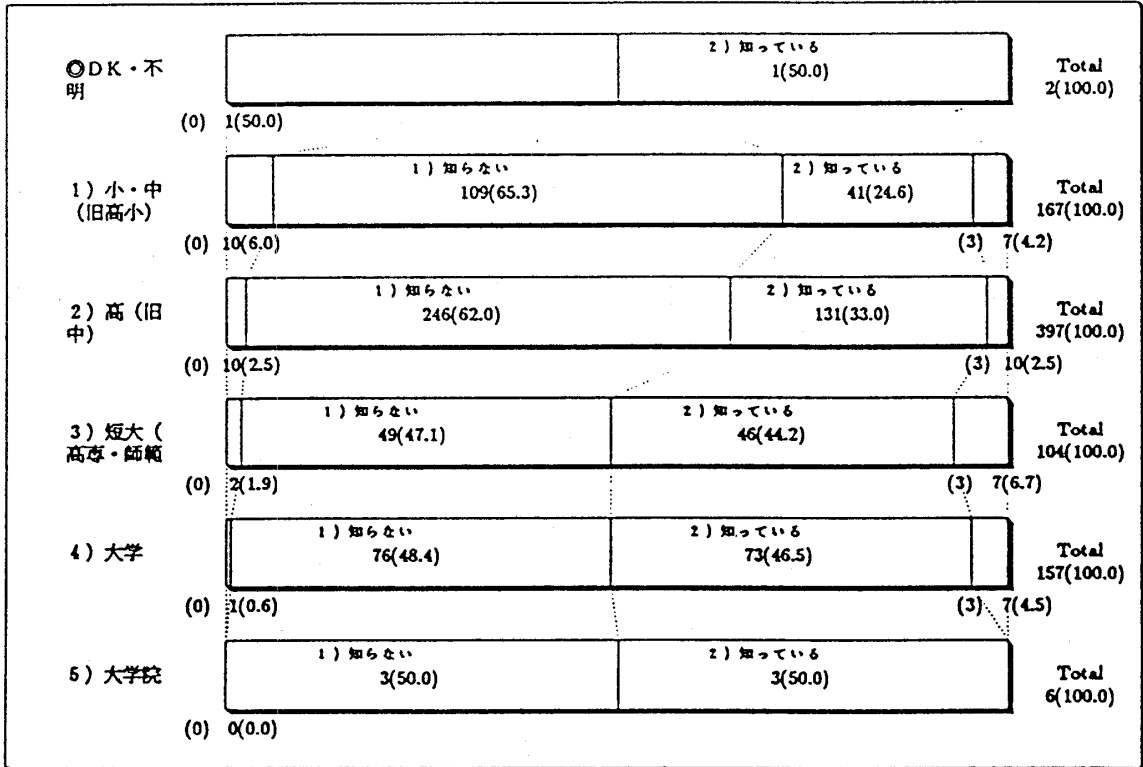 ◎DK・不明
2）知っている
1(50.0)
Total
2(100.0)
(0) 1(50.0)
1）小・中
（旧高小）
1）知らない
109(65.3)
2）知っている
41(24.6)
Total
167(100.0)
(0) 10(6.0)
(3) 7(4.2)
2）高（旧
中）
1）知らない
246(62.0)
2）知っている
131(33.0)
Total
397(100.0)
(0) 10(2.5)
(3) 10(2.5)
3）短大（
高専・師範
1）知らない
49(47.1)
2）知っている
46(44.2)
Total
104(100.0)
(0) 2(1.9)
(3) 7(6.7)
4）大学
1）知らない
76(48.4)
2）知っている
73(46.5)
Total
157(100.0)
(0) 1(0.6)
(3) 7(4.5)
5）大学院
1）知らない
3(50.0)
2）知っている
3(50.0)
Total
6(100.0)
(0) 0(0.0)